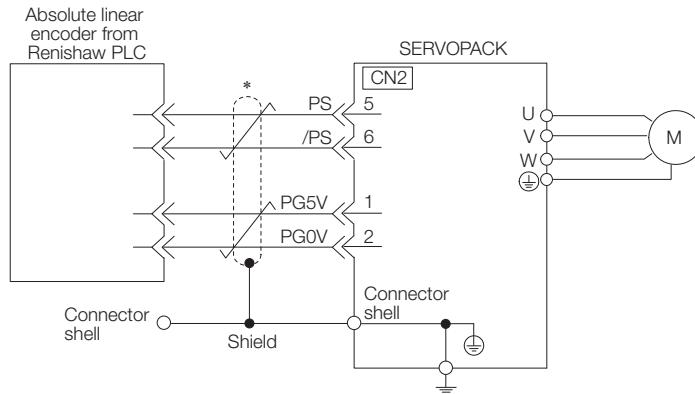 Absolute linear
encoder from
Renishaw PLC
SERVOPACK
*
CN2
PS
5
/PS
6
PG5V
1
PG0V
2
U
V
W
M
Connector
shell
Shield
Connector
shell